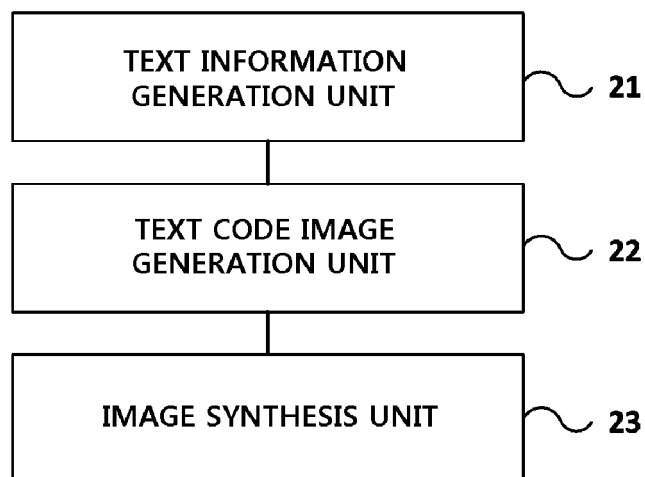 TEXT INFORMATION
GENERATION UNIT
21
TEXT CODE IMAGE
GENERATION UNIT
22
IMAGE SYNTHESIS UNIT
23